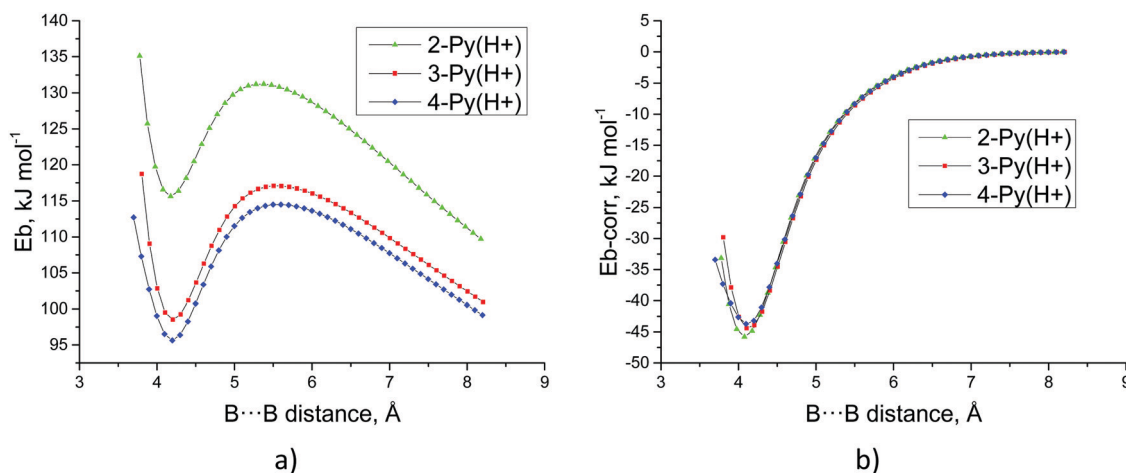 140
135
130
125
120
115
110
105
100
95
Eb, kJ mol⁻¹
2-Py(H+)
3-Py(H+)
4-Py(H+)
3 4 5 6 7 8 9
B···B distance, Å
a)
5
0
-5
-10
-15
-20
-25
-30
-35
-40
-45
-50
Eb-corr, kJ mol⁻¹
2-Py(H+)
3-Py(H+)
4-Py(H+)
3 4 5 6 7 8 9
B···B distance, Å
b)